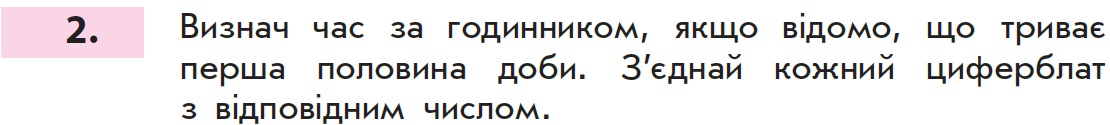 2. Визнач час за годинником, якщо відомо, що триває
перша половина доби. З’єднай кожний циферблат
з відповідним числом.